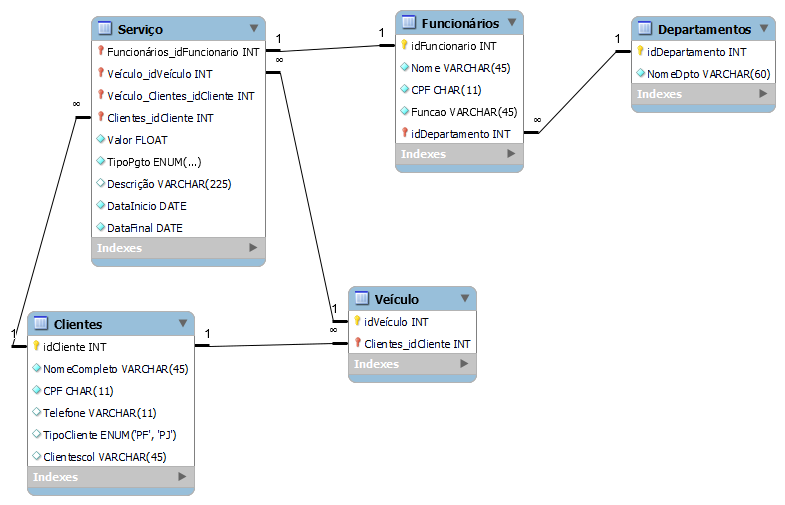 Serviço
Funcionários_idFuncionario INT
Veículo_idVeículo INT
Veículo_Clientes_idCliente INT
Clientes_idCliente INT
Valor FLOAT
TipoPgto ENUM(...)
Descrição VARCHAR(225)
DataInicio DATE
DataFinal DATE
Indexes
1
1
∞
∞
Funcionários
idFuncionario INT
Nome VARCHAR(45)
CPF CHAR(11)
Funcao VARCHAR(45)
idDepartamento INT
Indexes
1
∞
Departamentos
idDepartamento INT
NomeDpto VARCHAR(60)
Indexes
Clientes
idCliente INT
NomeCompleto VARCHAR(45)
CPF CHAR(11)
Telefone VARCHAR(11)
TipoCliente ENUM('PF', 'PJ')
Clientescol VARCHAR(45)
Indexes
1
1
1
∞
Veículo
idVeículo INT
Clientes_idCliente INT
Indexes